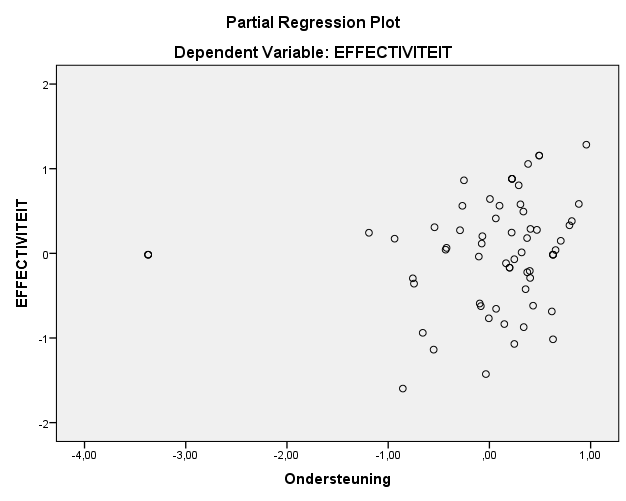 Partial Regression Plot
Dependent Variable: EFFECTIVITEIT
EFFECTIVITEIT
2
1
0
-1
-2
-4,00 -3,00 -2,00 -1,00 ,00 1,00
Ondersteuning